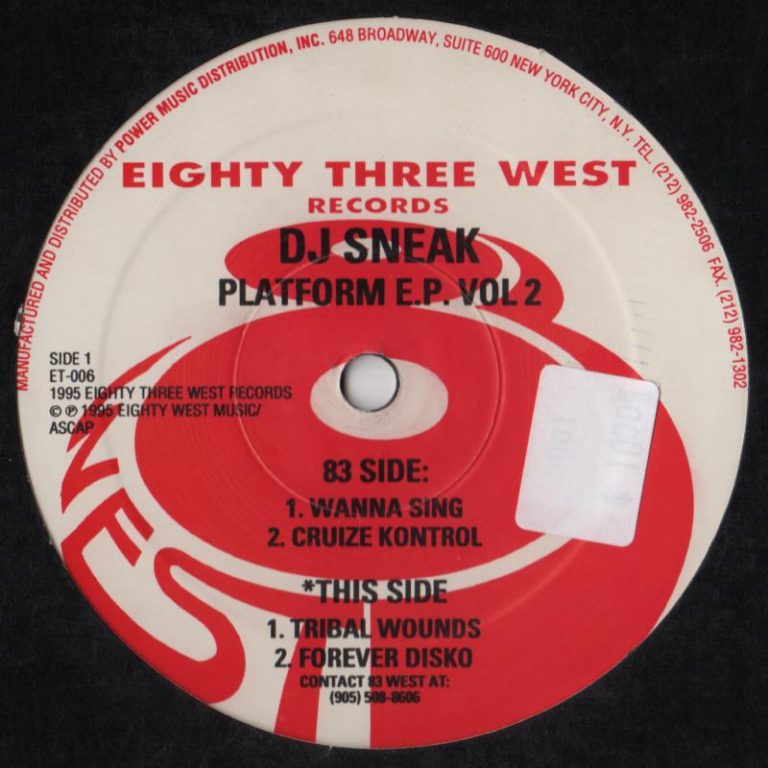 MANUFACTURED AND DISTRIBUTED BY POWER MUSIC DISTRIBUTION, INC. 648 BROADWAY, SUITE 600 NEW YORK CITY, N.Y. TEL. (212) 982-2506 FAX. (212) 982-1302
EIGHTY THREE WEST
RECORDS
DJ SNEAK
PLATFORM E.P. VOL 2
SIDE 1
ET-006
1995 EIGHTY THREE WEST RECORDS
© ℗ 1995 EIGHTY WEST MUSIC/
ASCAP
83 SIDE:
1. WANNA SING
2. CRUIZE KONTROL
*THIS SIDE
1. TRIBAL WOUNDS
2. FOREVER DISKO
CONTACT 83 WEST AT:
(905) 508-8606